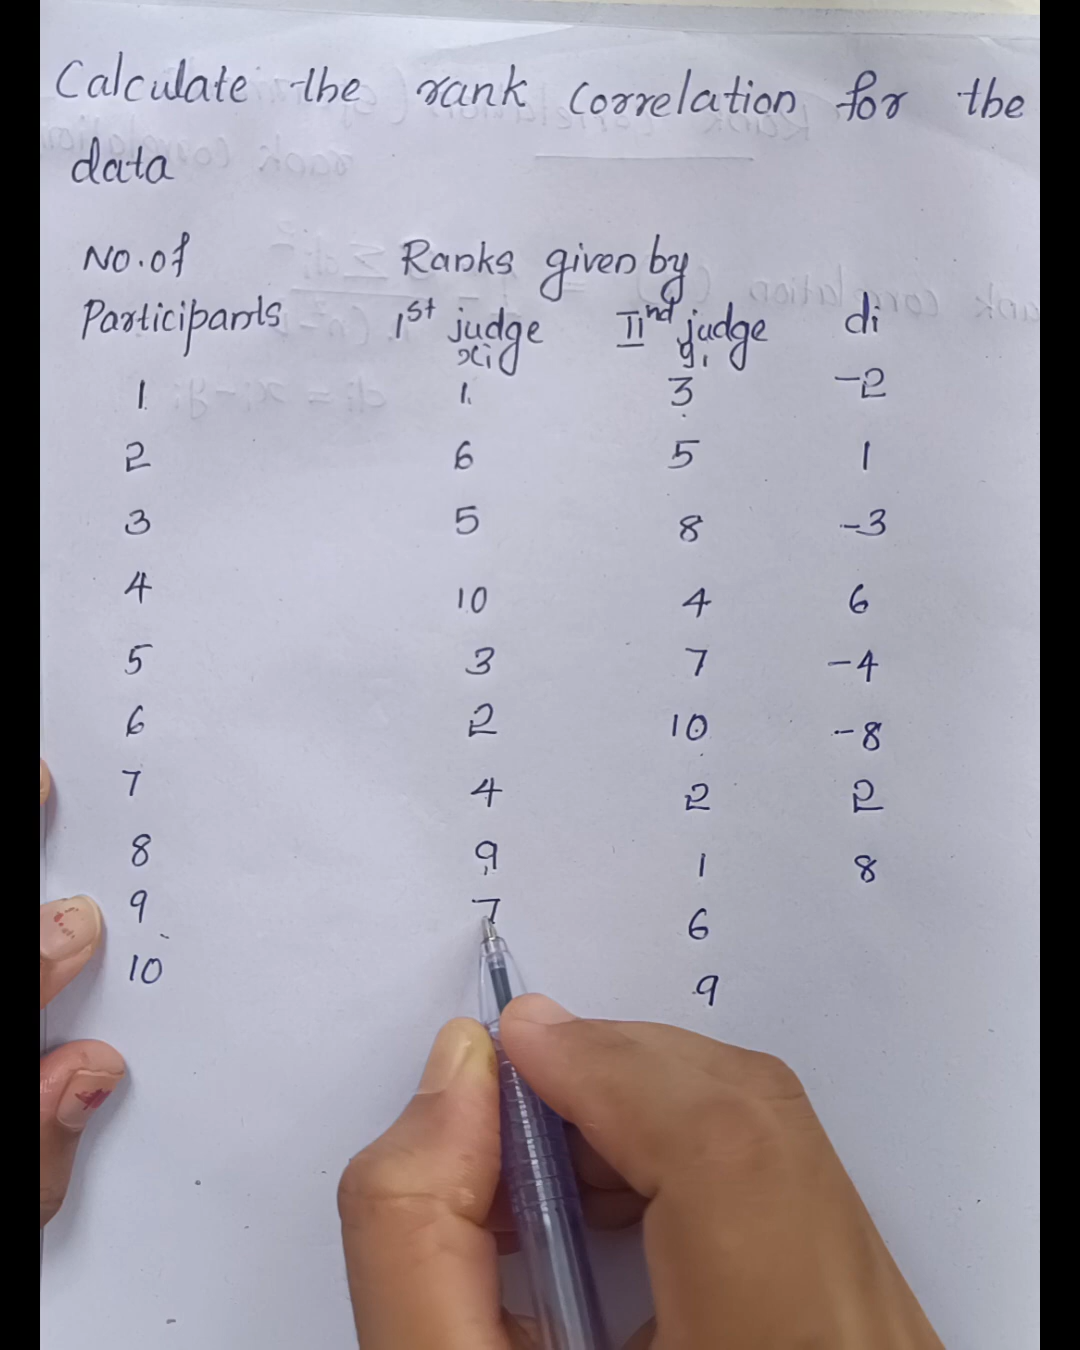 Calculate the rank correlation for the
data
No. of Ranks given by
Participants 1st judge IInd judge di
xi yi
1 1 3 -2
2 6 5 1
3 5 8 -3
4 10 4 6
5 3 7 -4
6 2 10 -8
7 4 2 2
8 9 1 8
9 7 6
10 9